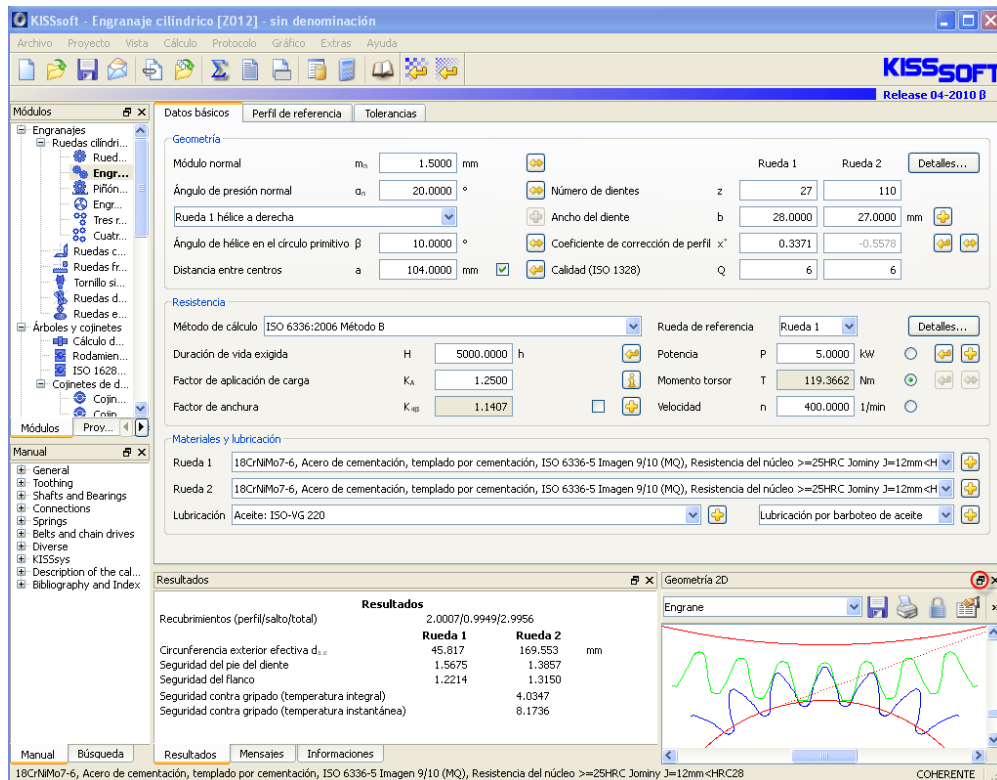 KISSsoft - Engranaje cilíndrico [Z012] - sin denominación
Archivo Proyecto Vista Cálculo Protocolo Gráfico Extras Ayuda
KISSsOFT
Release 04-2010 β
Módulos
Engranajes
Ruedas cilíndri...
Rued...
Engr...
Piñón...
Engr...
Tres r...
Cuatr...
Ruedas c...
Ruedas fr...
Tornillo si...
Ruedas d...
Ruedas e...
Árboles y cojinetes
Cálculo d...
Rodamien...
ISO 1628...
Cojinetes de d...
Cojin...
Cojin
Módulos Proy...
Manual
General
Toothing
Shafts and Bearings
Connections
Springs
Belts and chain drives
Diverse
KISSsys
Description of the cal...
Bibliography and Index
Manual Búsqueda
Datos básicos Perfil de referencia Tolerancias
Geometría
Módulo normal mn 1.5000 mm Rueda 1 Rueda 2 Detalles...
Ángulo de presión normal αn 20.0000 ° Número de dientes z 27 110
Rueda 1 hélice a derecha Ancho del diente b 28.0000 27.0000 mm
Ángulo de hélice en el círculo primitivo β 10.0000 ° Coeficiente de corrección de perfil x* 0.3371 -0.5578
Distancia entre centros a 104.0000 mm Calidad (ISO 1328) Q 6 6
Resistencia
Método de cálculo ISO 6336:2006 Método B Rueda de referencia Rueda 1 Detalles...
Duración de vida exigida H 5000.0000 h Potencia P 5.0000 kW
Factor de aplicación de carga KA 1.2500 Momento torsor T 119.3662 Nm
Factor de anchura KHβ 1.1407 Velocidad n 400.0000 1/min
Materiales y lubricación
Rueda 1 18CrNiMo7-6, Acero de cementación, templado por cementación, ISO 6336-5 Imagen 9/10 (MQ), Resistencia del núcleo >=25HRC Jominy J=12mm<H
Rueda 2 18CrNiMo7-6, Acero de cementación, templado por cementación, ISO 6336-5 Imagen 9/10 (MQ), Resistencia del núcleo >=25HRC Jominy J=12mm<H
Lubricación Aceite: ISO-VG 220 Lubricación por barboteo de aceite
Resultados
Resultados
Recubrimientos (perfil/salto/total) 2.0007/0.9949/2.9956
Rueda 1 Rueda 2
Circunferencia exterior efectiva da.e 45.817 169.553 mm
Seguridad del pie del diente 1.5675 1.3857
Seguridad del flanco 1.2214 1.3150
Seguridad contra gripado (temperatura integral) 4.0347
Seguridad contra gripado (temperatura instantánea) 8.1736
Resultados Mensajes Informaciones
Geometría 2D
Engrane
18CrNiMo7-6, Acero de cementación, templado por cementación, ISO 6336-5 Imagen 9/10 (MQ), Resistencia del núcleo >=25HRC Jominy J=12mm<HRC28 COHERENTE